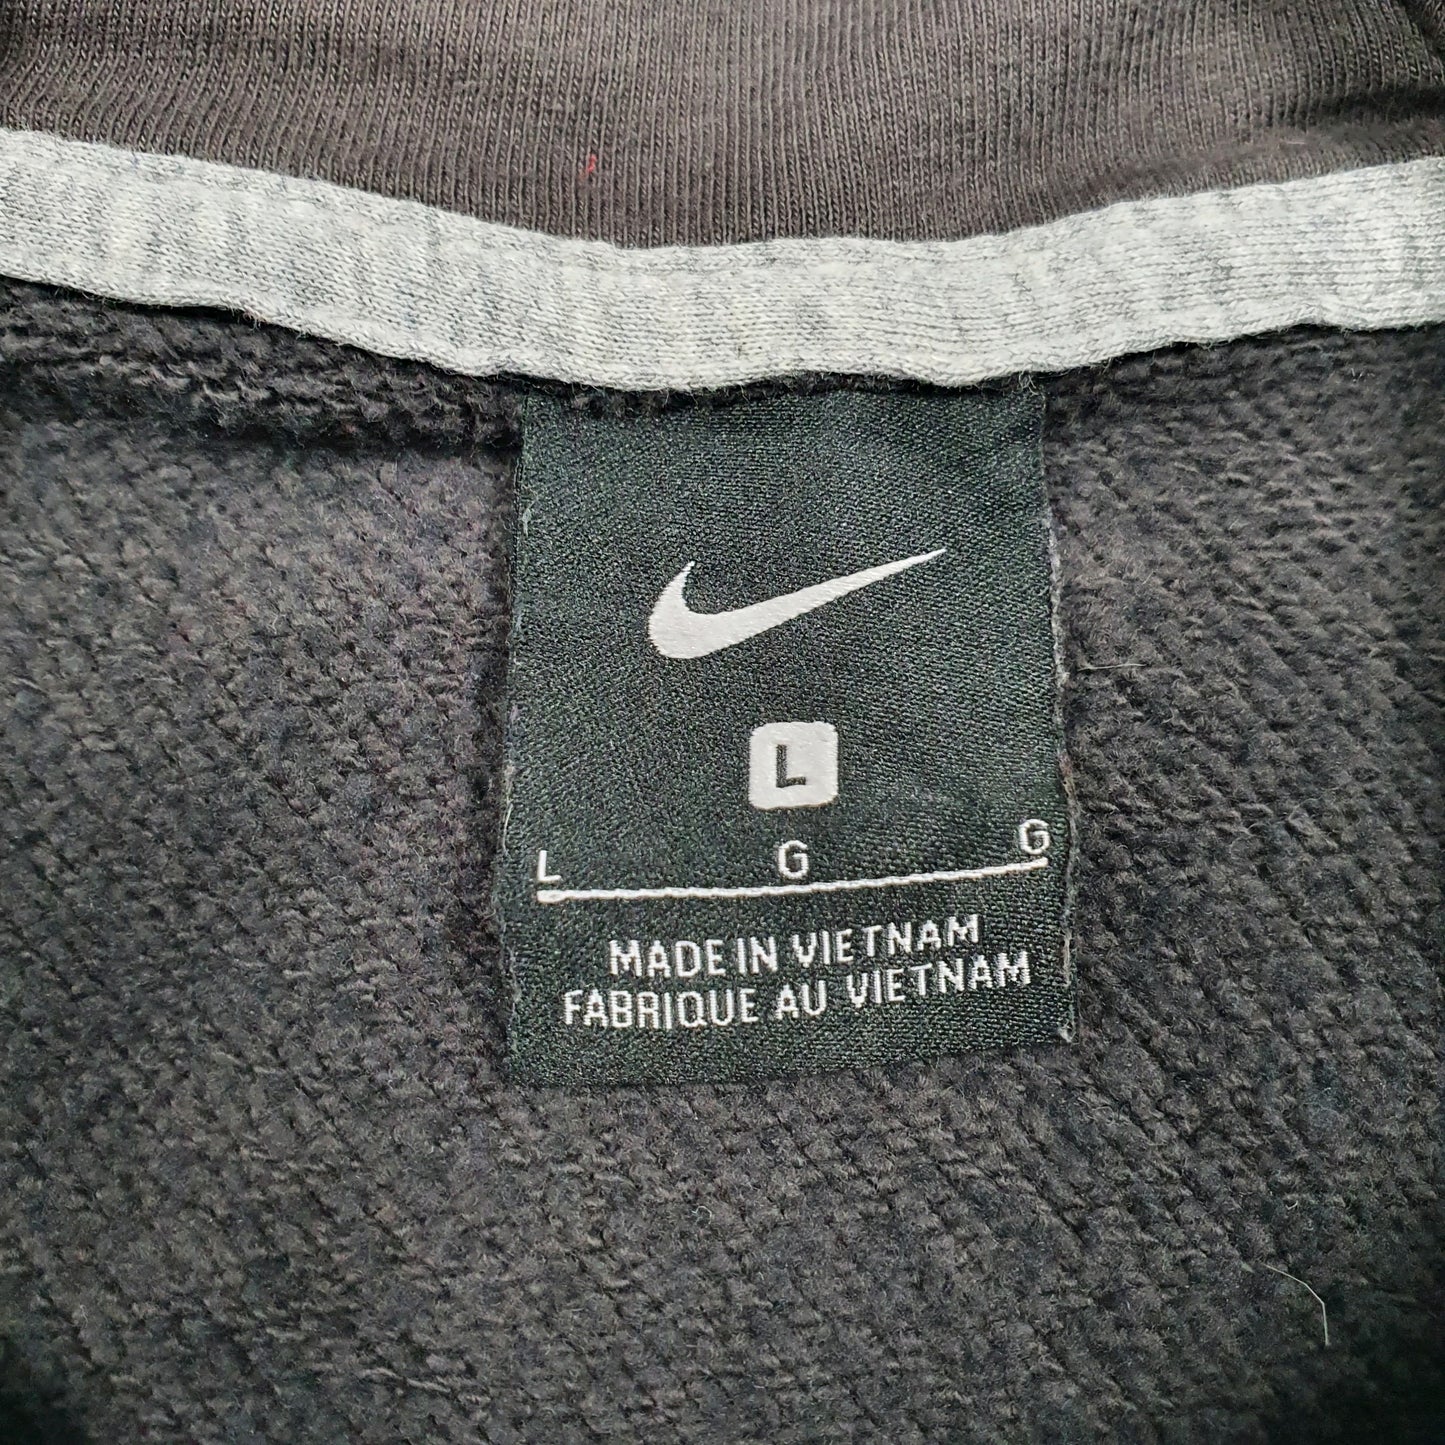 L
L G G
MADE IN VIETNAM
FABRIQUE AU VIETNAM